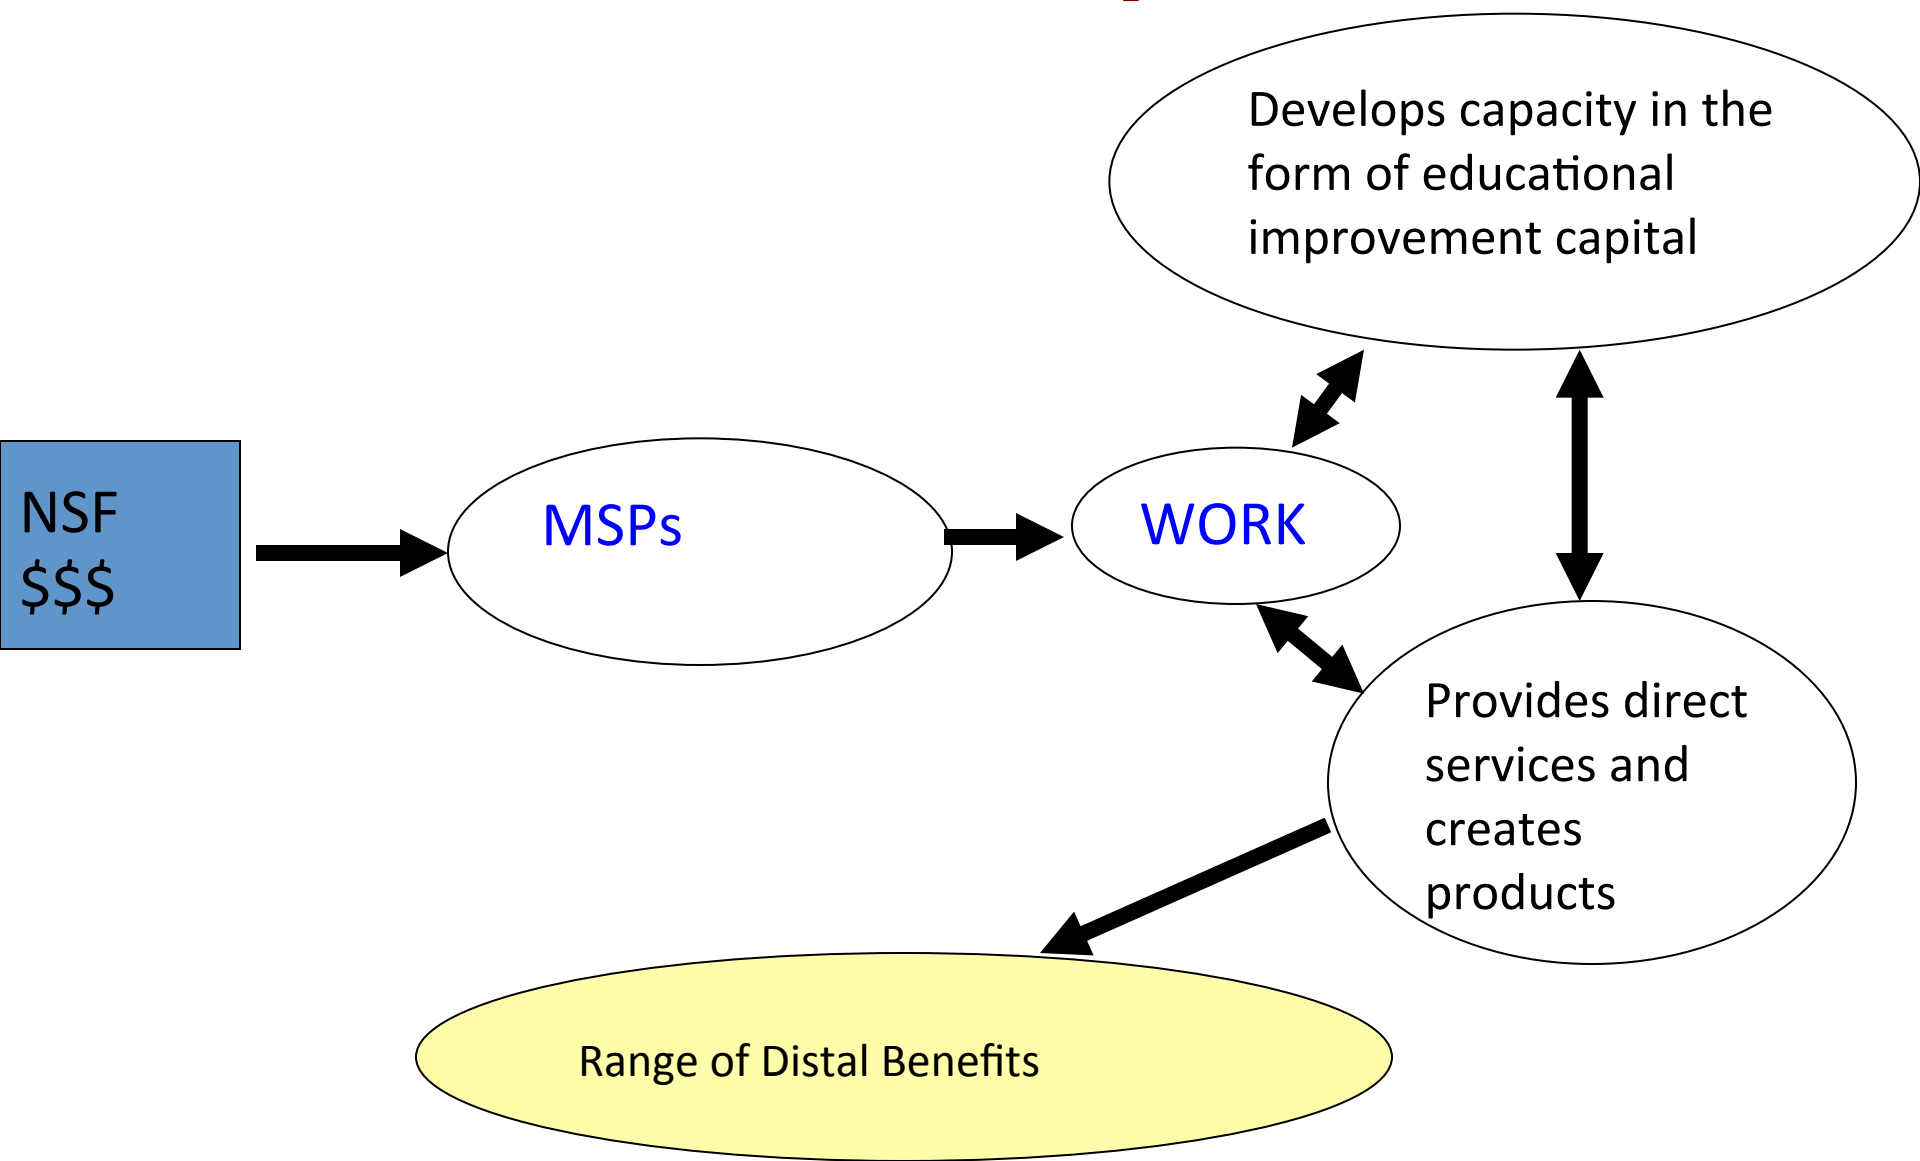 Develops capacity in the
form of educational
improvement capital
NSF
$$$
MSPs
WORK
Provides direct
services and
creates
products
Range of Distal Benefits